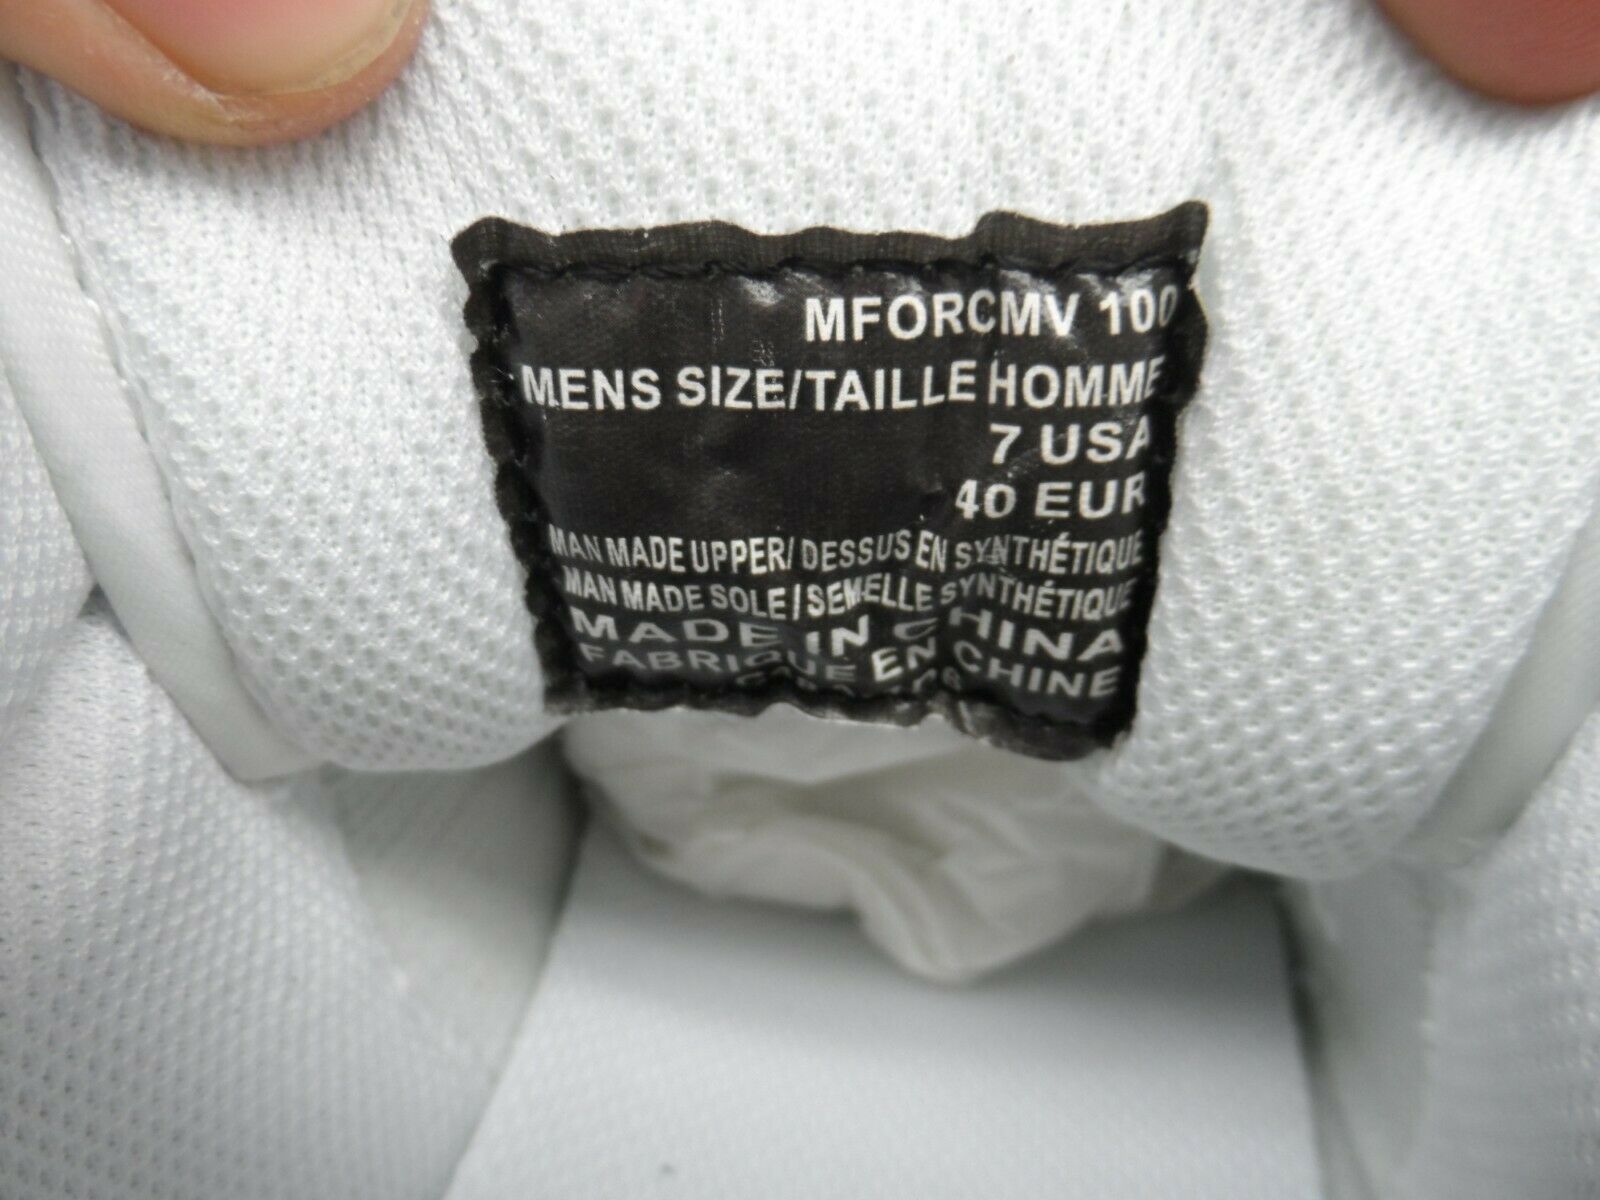 MFORCMV 100
MENS SIZE/TAILLE HOMME
7 USA
40 EUR
MAN MADE UPPER/ DESSUS EN SYNTHÉTIQUE
MAN MADE SOLE / SEMELLE SYNTHÉTIQUE
MADE IN CHINA
FABRIQUE EN CHINE